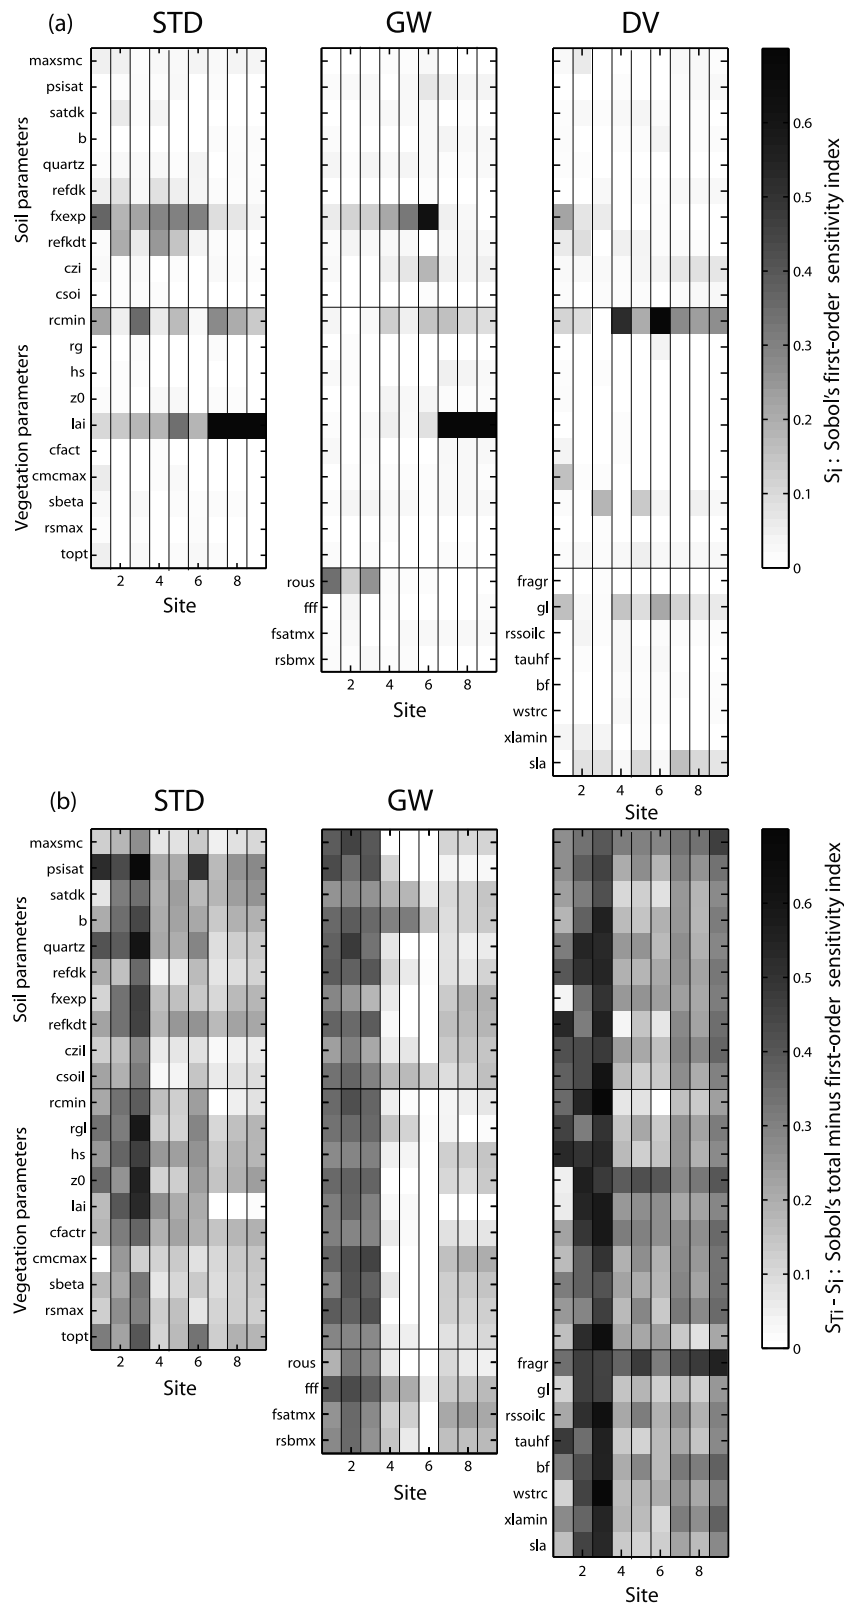 (a)
STD
GW
DV
Soil parameters
maxsmc
psisat
satdk
b
quartz
refdk
fxexp
refkdt
czi
csoi
Vegetation parameters
rcmin
rg
hs
z0
lai
cfact
cmcmax
sbeta
rsmax
topt
2 4 6 8
Site
rous
fff
fsatmx
rsbmx
2 4 6 8
Site
fragr
gl
rssoilc
tauhf
bf
wstrc
xlamin
sla
2 4 6 8
Site
0.6
0.5
0.4
0.3
0.2
0.1
0
Si : Sobol's first-order sensitivity index
(b)
STD
GW
Soil parameters
maxsmc
psisat
satdk
b
quartz
refdk
fxexp
refkdt
czil
csoil
Vegetation parameters
rcmin
rgl
hs
z0
lai
cfactr
cmcmax
sbeta
rsmax
topt
2 4 6 8
Site
rous
fff
fsatmx
rsbmx
2 4 6 8
Site
fragr
gl
rssoilc
tauhf
bf
wstrc
xlamin
sla
2 4 6 8
Site
0.6
0.5
0.4
0.3
0.2
0.1
0
STi - Si : Sobol's total minus first-order sensitivity index